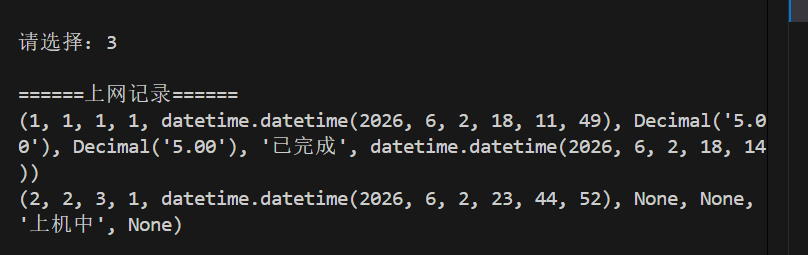 请选择：3
======上网记录======
(1, 1, 1, 1, datetime.datetime(2026, 6, 2, 18, 11, 49), Decimal('5.0
0'), Decimal('5.00'), '已完成', datetime.datetime(2026, 6, 2, 18, 14
))
(2, 2, 3, 1, datetime.datetime(2026, 6, 2, 23, 44, 52), None, None,
'上机中', None)